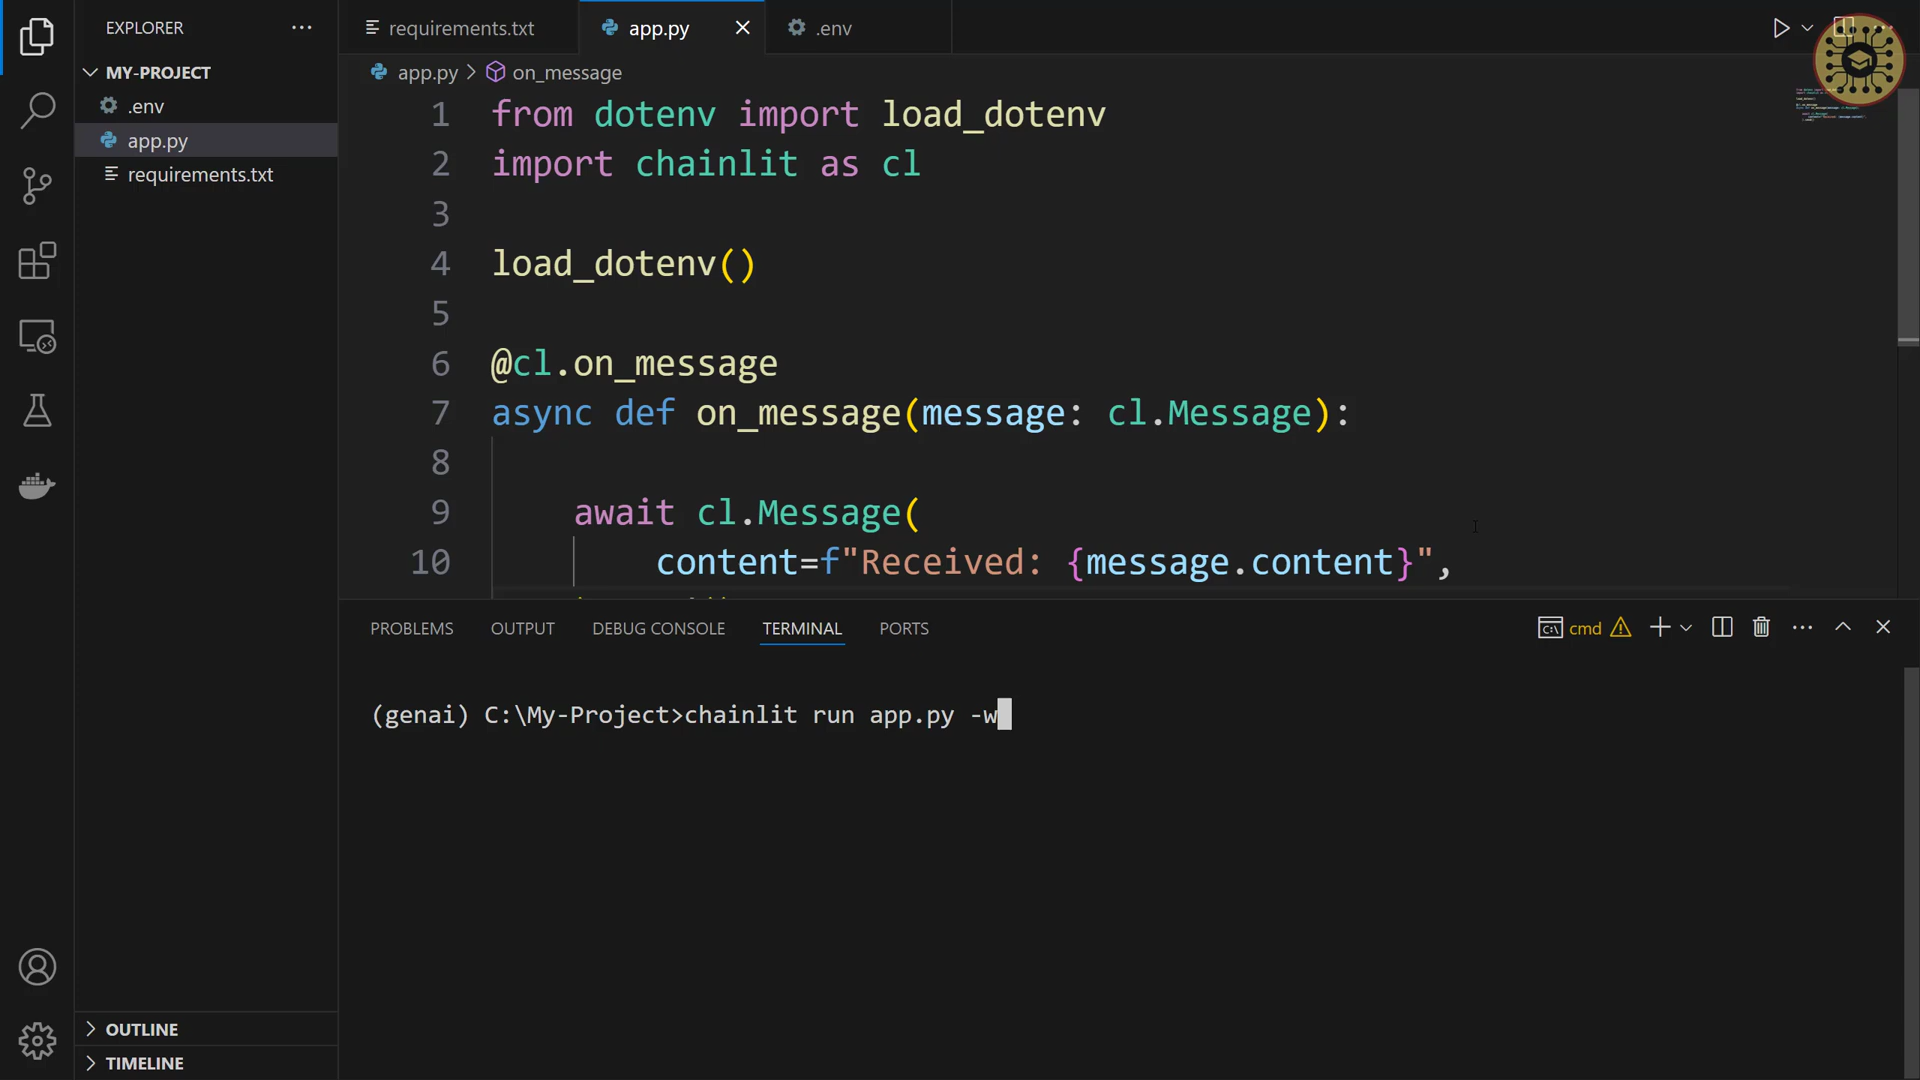 EXPLORER
MY-PROJECT
.env
app.py
requirements.txt
OUTLINE
TIMELINE
requirements.txt
app.py
.env
app.py > on_message
1 from dotenv import load_dotenv
2 import chainlit as cl
3
4 load_dotenv()
5
6 @cl.on_message
7 async def on_message(message: cl.Message):
8
9 await cl.Message(
10 content=f"Received: {message.content}",
PROBLEMS OUTPUT DEBUG CONSOLE TERMINAL PORTS
cmd
(genai) C:\My-Project>chainlit run app.py -w